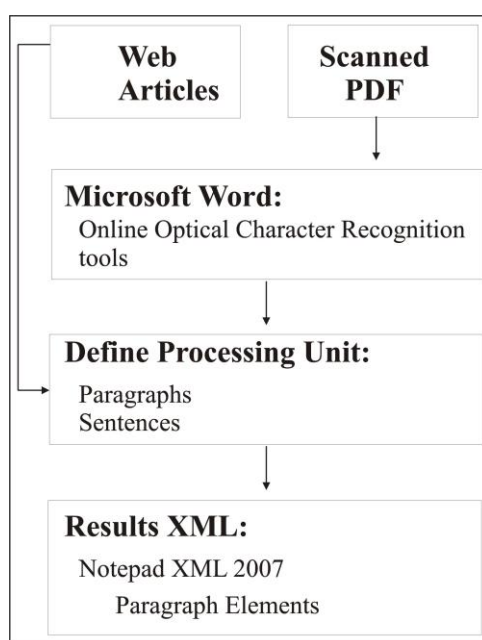 Web
Articles
Scanned
PDF
Microsoft Word:
Online Optical Character Recognition
tools
Define Processing Unit:
Paragraphs
Sentences
Results XML:
Notepad XML 2007
Paragraph Elements